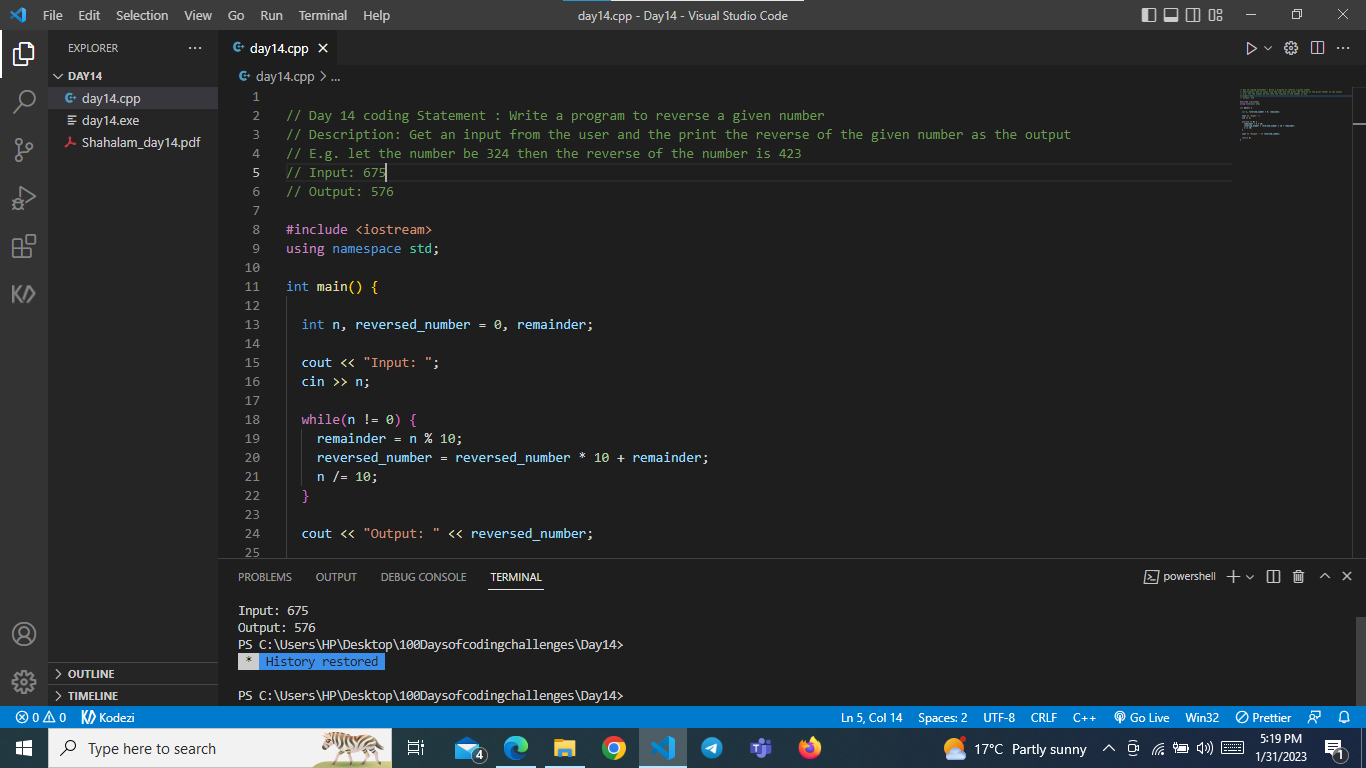 File Edit Selection View Go Run Terminal Help day14.cpp - Day14 - Visual Studio Code
EXPLORER
DAY14
day14.cpp
day14.exe
Shahalam_day14.pdf
OUTLINE
TIMELINE
day14.cpp
day14.cpp > ...
1
2 // Day 14 coding Statement : Write a program to reverse a given number
3 // Description: Get an input from the user and the print the reverse of the given number as the output
4 // E.g. let the number be 324 then the reverse of the number is 423
5 // Input: 675
6 // Output: 576
7
8 #include <iostream>
9 using namespace std;
10
11 int main() {
12
13 int n, reversed_number = 0, remainder;
14
15 cout << "Input: ";
16 cin >> n;
17
18 while(n != 0) {
19 remainder = n % 10;
20 reversed_number = reversed_number * 10 + remainder;
21 n /= 10;
22 }
23
24 cout << "Output: " << reversed_number;
25
PROBLEMS OUTPUT DEBUG CONSOLE TERMINAL powershell
Input: 675
Output: 576
PS C:\Users\HP\Desktop\100Daysofcodingchallenges\Day14>
* History restored
PS C:\Users\HP\Desktop\100Daysofcodingchallenges\Day14>
0 0 Kodezi Ln 5, Col 14 Spaces: 2 UTF-8 CRLF C++ Go Live Win32 Prettier
Type here to search 4 17°C Partly sunny 5:19 PM 1
1/31/2023